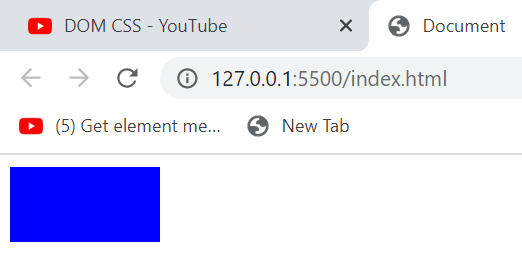 DOM CSS - YouTube
Document
127.0.0.1:5500/index.html
(5) Get element me...
New Tab